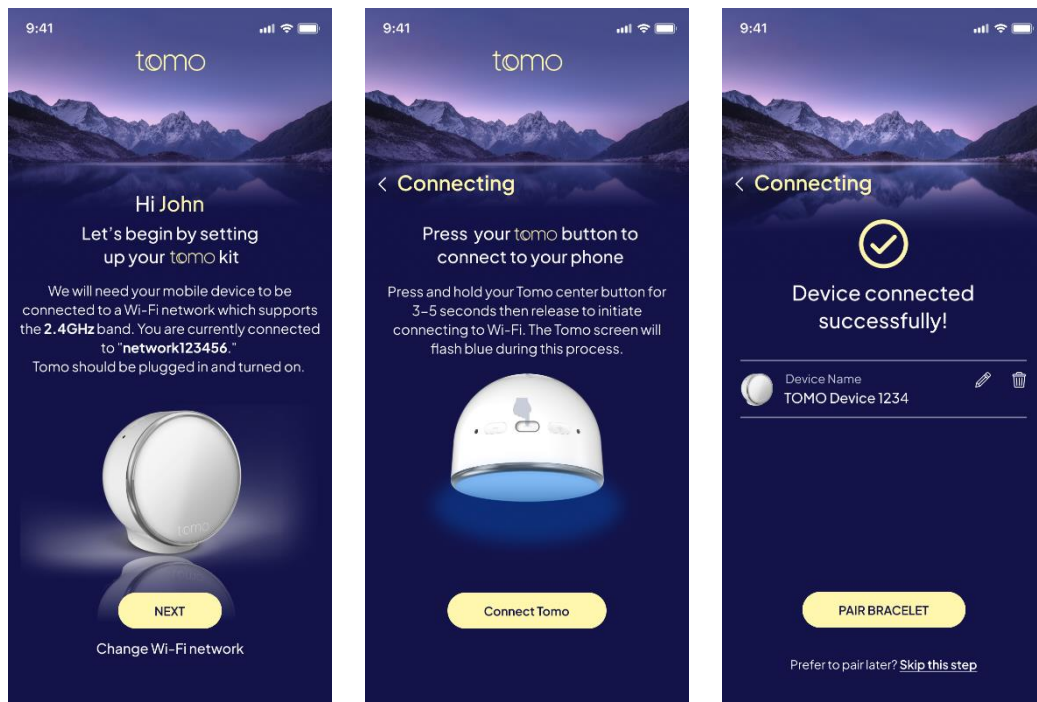 9:41
tomo
Hi John
Let's begin by setting
up your tomo kit
We will need your mobile device to be
connected to a Wi-Fi network which supports
the 2.4GHz band. You are currently connected
to "network123456."
Tomo should be plugged in and turned on.
tomo
NEXT
Change Wi-Fi network
9:41
tomo
Connecting
Press your tomo button to
connect to your phone
Press and hold your Tomo center button for
3–5 seconds then release to initiate
connecting to Wi-Fi. The Tomo screen will
flash blue during this process.
Connect Tomo
9:41
Connecting
Device connected
successfully!
Device Name
TOMO Device 1234
PAIR BRACELET
Prefer to pair later? Skip this step